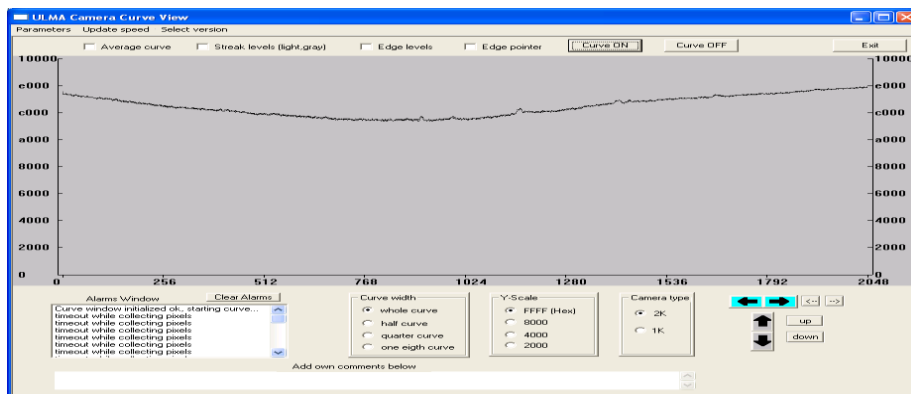 ULMA Camera Curve View
Parameters Update speed Select version
Average curve Streak levels (light,gray) Edge levels Edge pointer Curve ON Curve OFF Exit
10000 10000
e000 e000
c000 c000
a000 a000
8000 8000
6000 6000
4000 4000
2000 2000
0 0
0 256 512 768 1024 1280 1536 1792 2048
Alarms Window Clear Alarms
Curve window initialized ok, starting curve...
timeout while collecting pixels
timeout while collecting pixels
timeout while collecting pixels
timeout while collecting pixels
timeout while collecting pixels
timeout while collecting pixels
Curve width
whole curve
half curve
quarter curve
one eigth curve
Y-Scale
FFFF (Hex)
8000
4000
2000
Camera type
2K
1K
<-- -->
up
down
Add own comments below